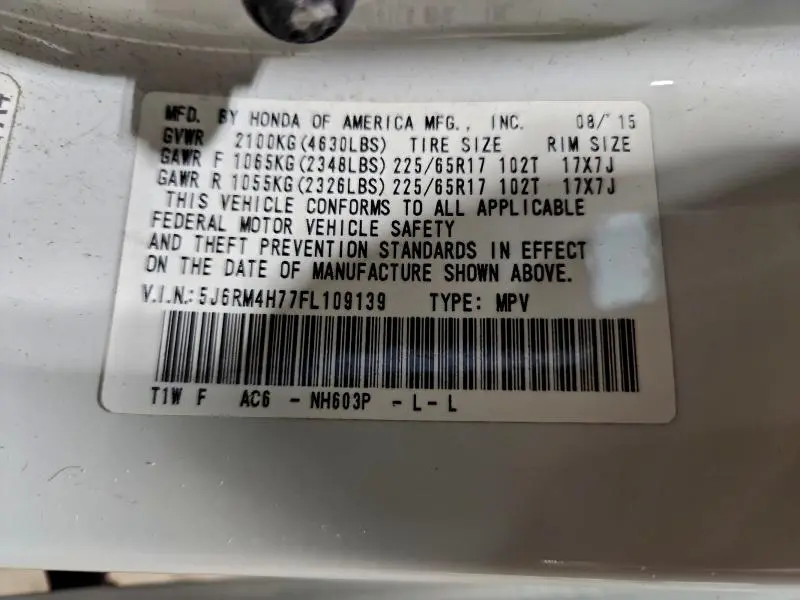 MFD. BY HONDA OF AMERICA MFG., INC. 08/15
GVWR 2100KG(4630LBS) TIRE SIZE RIM SIZE
GAWR F 1065KG(2348LBS) 225/65R17 102T 17X7J
GAWR R 1055KG(2326LBS) 225/65R17 102T 17X7J
THIS VEHICLE CONFORMS TO ALL APPLICABLE
FEDERAL MOTOR VEHICLE SAFETY
AND THEFT PREVENTION STANDARDS IN EFFECT
ON THE DATE OF MANUFACTURE SHOWN ABOVE.
V.I.N.: 5J6RM4H77FL109139 TYPE: MPV
T1W F AC6 - NH603P - L - L